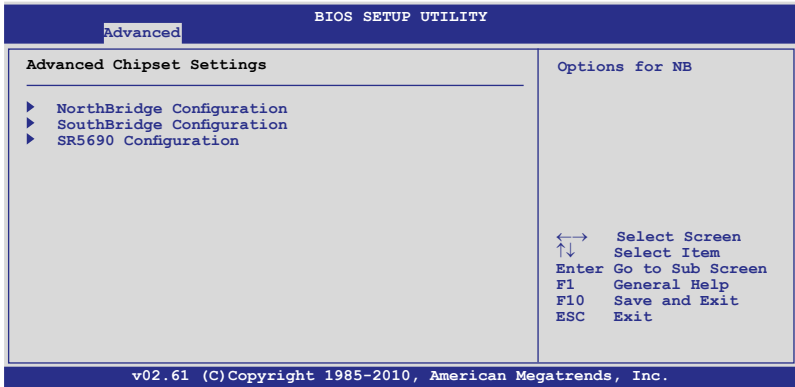 BIOS SETUP UTILITY
Advanced
Advanced Chipset Settings
NorthBridge Configuration
SouthBridge Configuration
SR5690 Configuration
Options for NB
←→ Select Screen
↑↓ Select Item
Enter Go to Sub Screen
F1 General Help
F10 Save and Exit
ESC Exit
v02.61 (C)Copyright 1985-2010, American Megatrends, Inc.